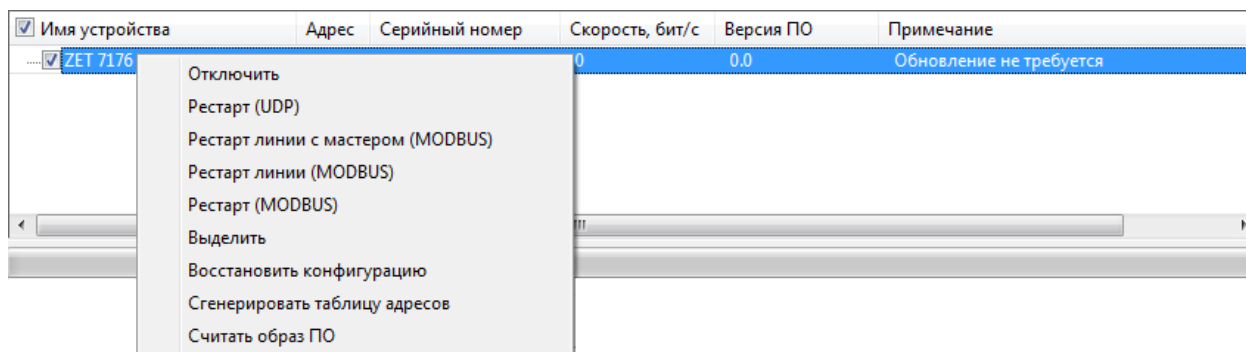 Имя устройства Адрес Серийный номер Скорость, бит/с Версия ПО Примечание
ZET 7176 0 0.0 Обновление не требуется
Отключить
Рестарт (UDP)
Рестарт линии с мастером (MODBUS)
Рестарт линии (MODBUS)
Рестарт (MODBUS)
Выделить
Восстановить конфигурацию
Сгенерировать таблицу адресов
Считать образ ПО